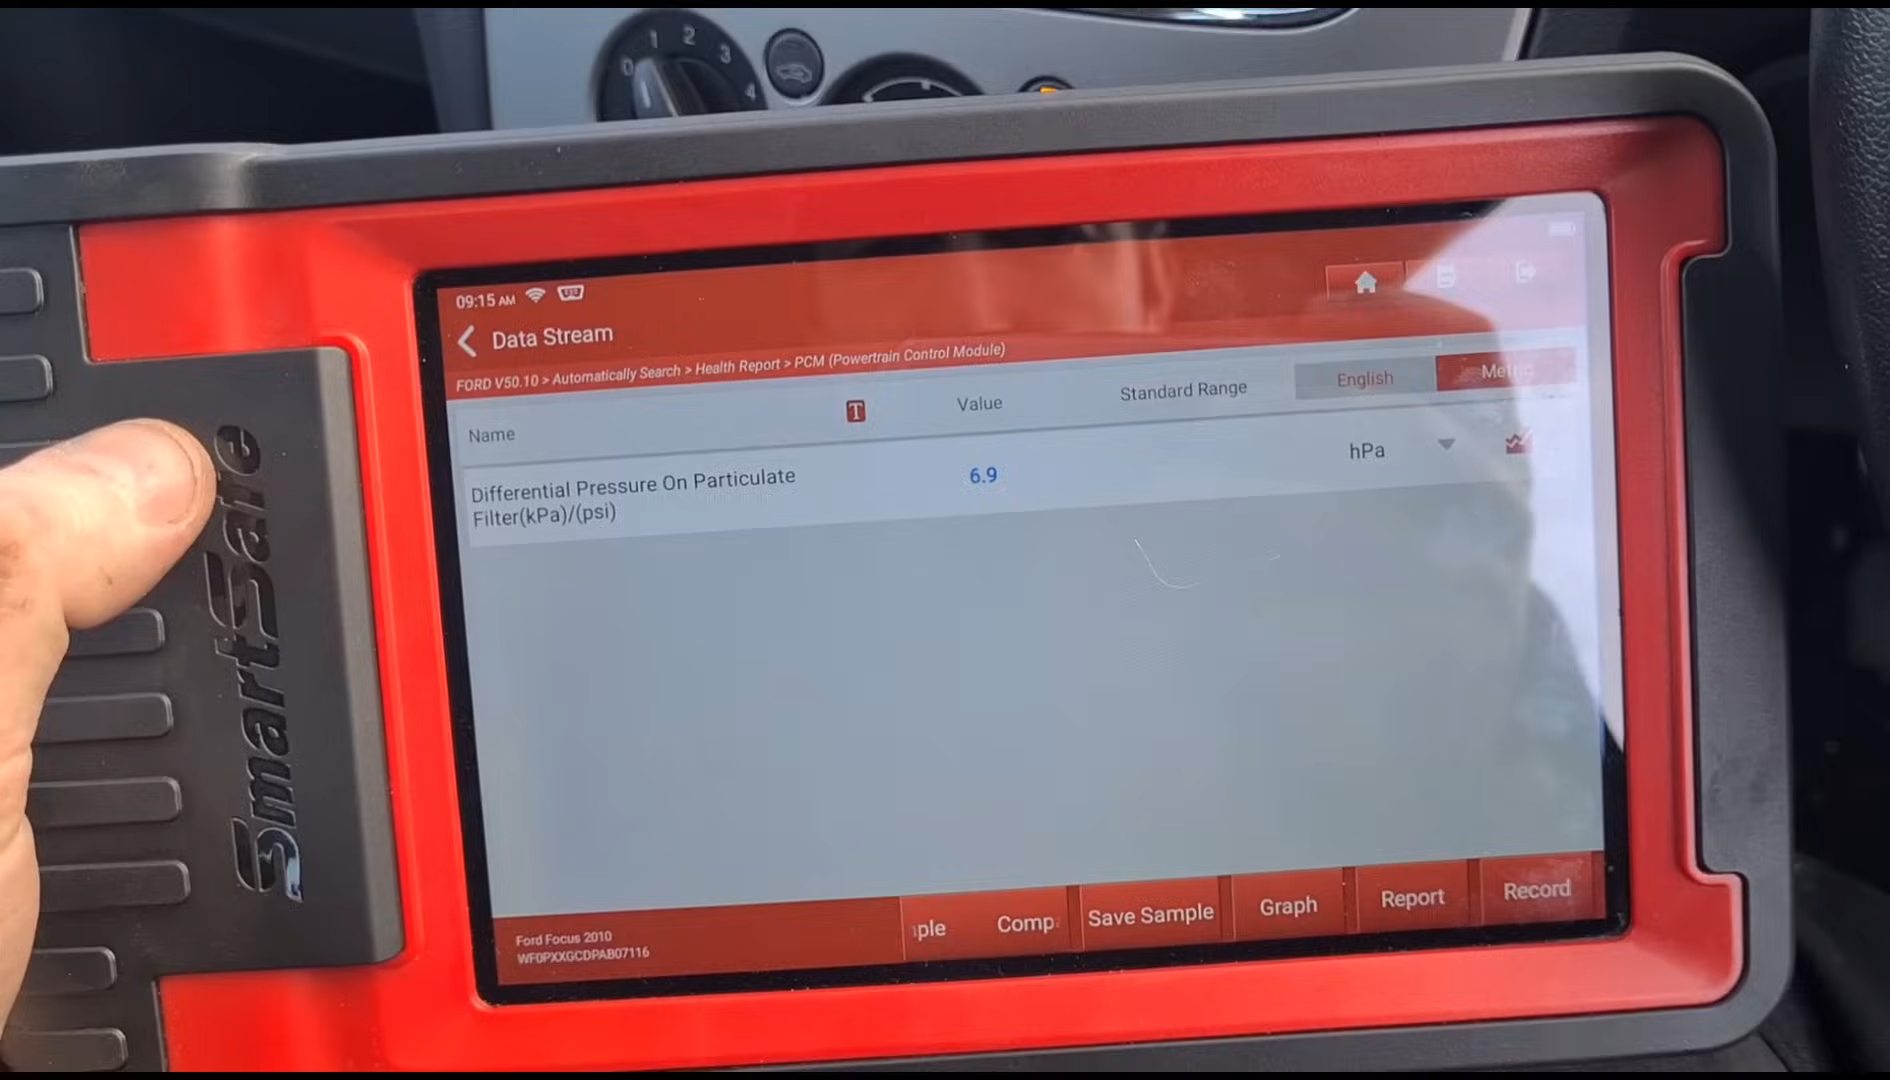 0 1 2 3 4
09:15 AM
Data Stream
FORD V50.10 > Automatically Search > Health Report > PCM (Powertrain Control Module)
Name
T
Value
Standard Range
English
Metric
Differential Pressure On Particulate
Filter(kPa)/(psi)
6.9
hPa
SmartSafe
Ford Focus 2010
WF0PXXGCDPAB07116
ple
Comp
Save Sample
Graph
Report
Record